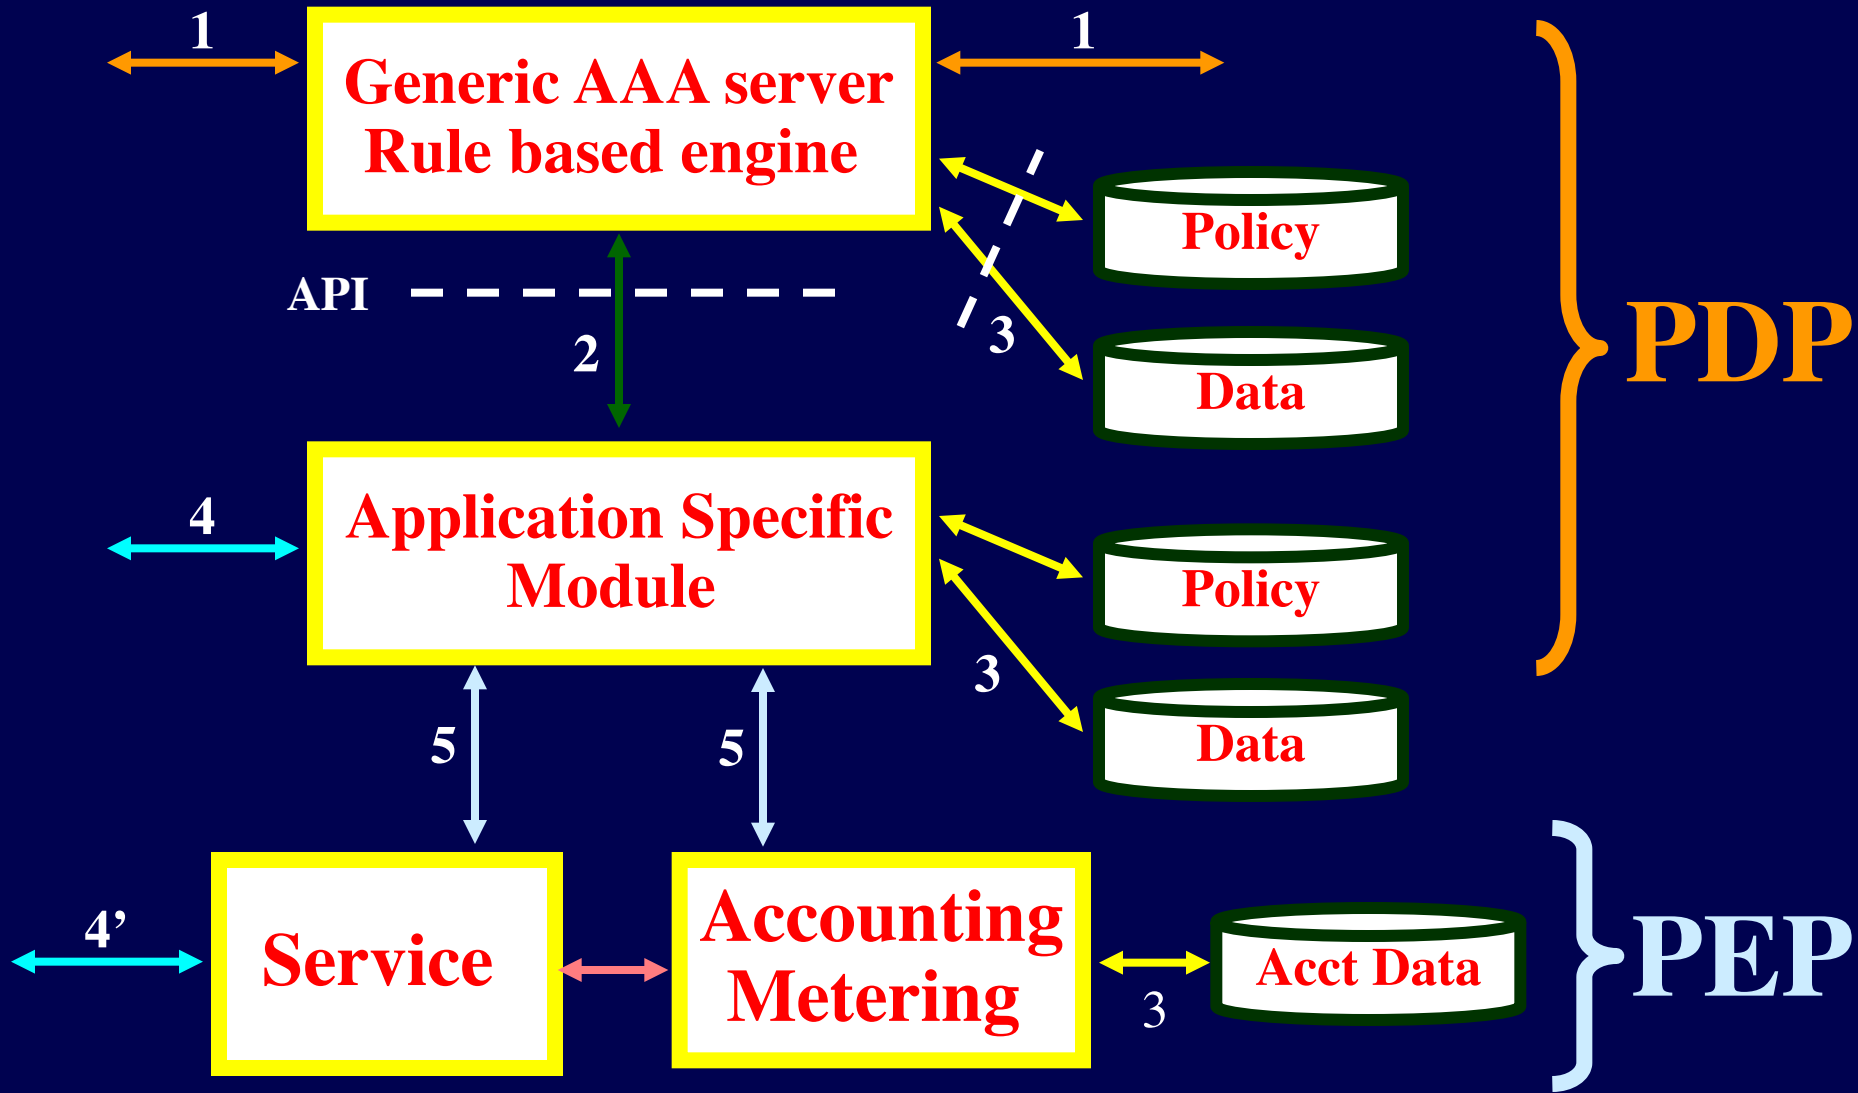 1
1
Generic AAA server
Rule based engine
Policy
API
3
2
Data
PDP
4
Application Specific
Module
Policy
3
Data
5
5
4’
Service
Accounting
Metering
3
Acct Data
PEP